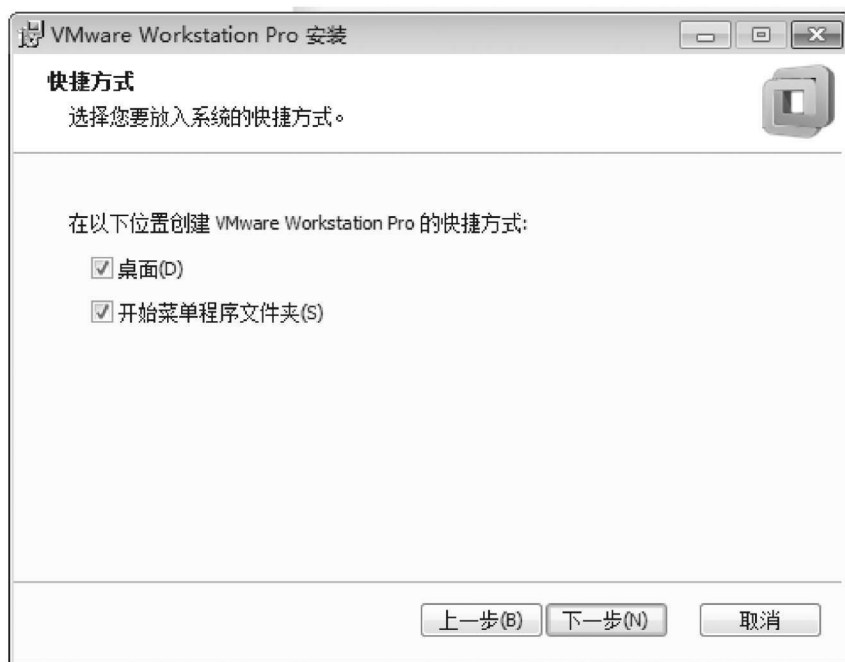 VMware Workstation Pro 安装
快捷方式
选择您要放入系统的快捷方式。
在以下位置创建 VMware Workstation Pro 的快捷方式:
桌面(D)
开始菜单程序文件夹(S)
上一步(B) 下一步(N) 取消